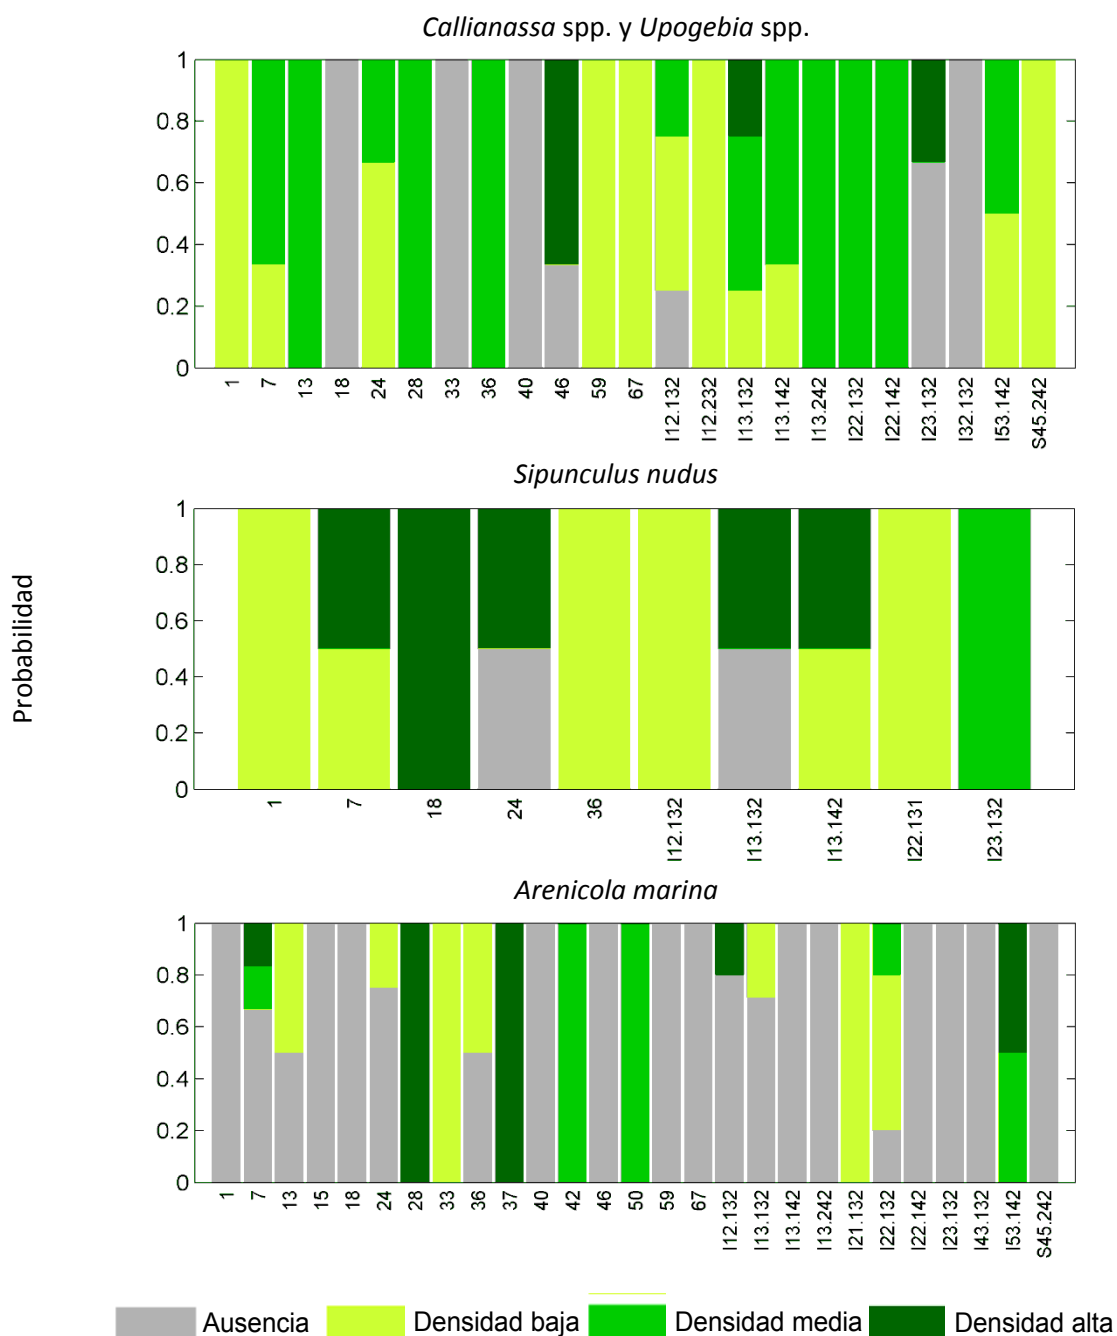 Callianassa spp. y Upogebia spp.
1
0.8
0.6
0.4
0.2
0
1 7 13 18 24 28 33 36 40 46 59 67 I12.132 I12.232 I13.132 I13.142 I13.242 I22.132 I22.142 I23.132 I32.132 I53.142 S45.242
Sipunculus nudus
Probabilidad
1
0.8
0.6
0.4
0.2
0
1 7 18 24 36 I12.132 I13.132 I13.142 I22.131 I23.132
Arenicola marina
1
0.8
0.6
0.4
0.2
0
1 7 13 15 18 24 28 33 36 37 40 42 46 50 59 67 I12.132 I13.132 I13.142 I13.242 I21.132 I22.132 I22.142 I23.132 I43.132 I53.142 S45.242
Ausencia Densidad baja Densidad media Densidad alta